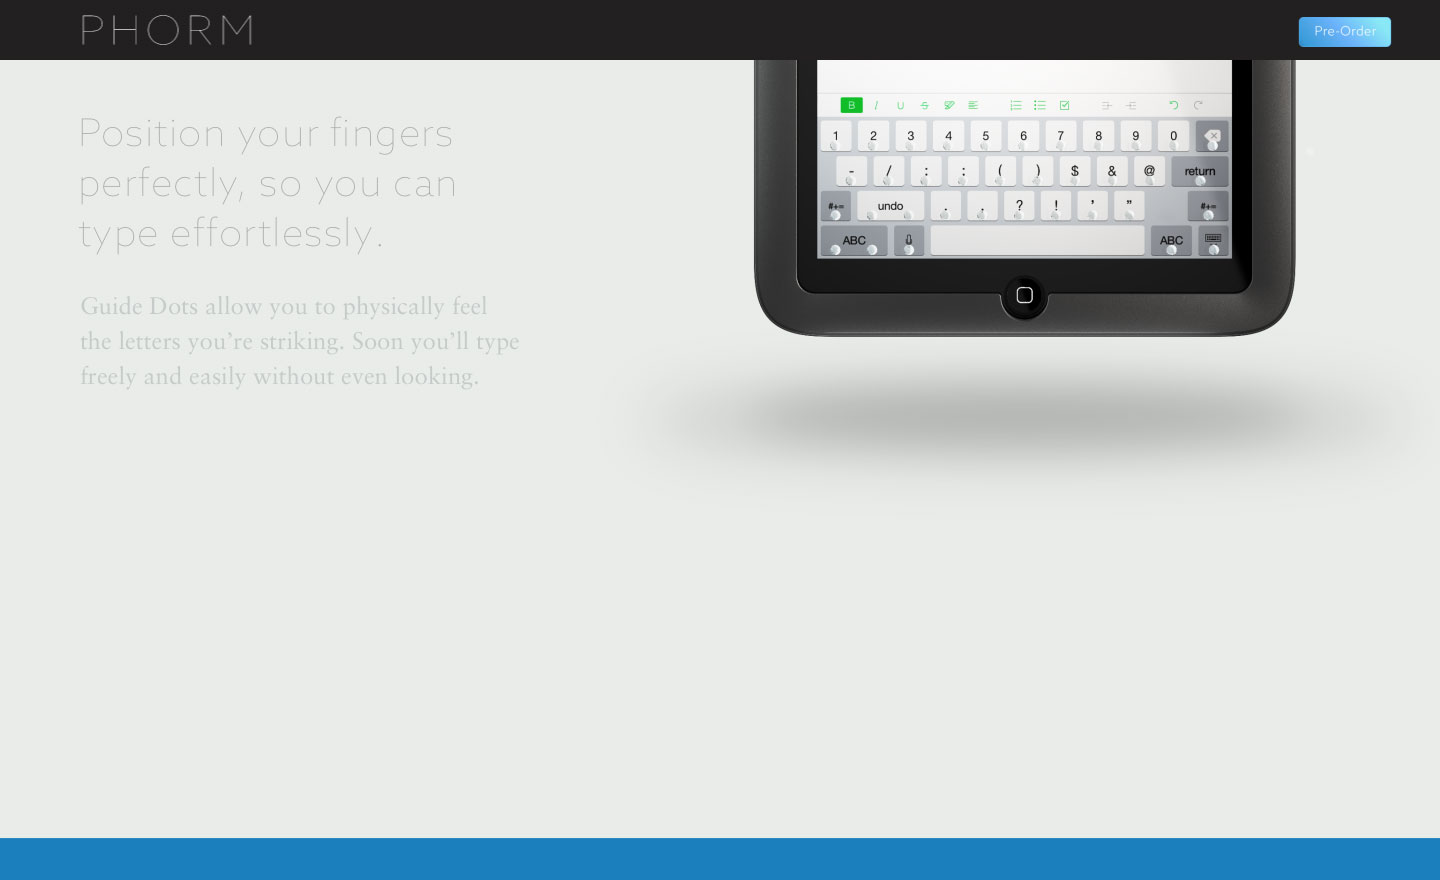 PHORM
Pre-Order
Position your fingers
perfectly, so you can
type effortlessly.
Guide Dots allow you to physically feel
the letters you’re striking. Soon you’ll type
freely and easily without even looking.
B I U S
1 2 3 4 5 6 7 8 9 0
- / : ; ( ) $ & @ return
#+= undo . , ? ! ’ ” #+=
ABC ABC